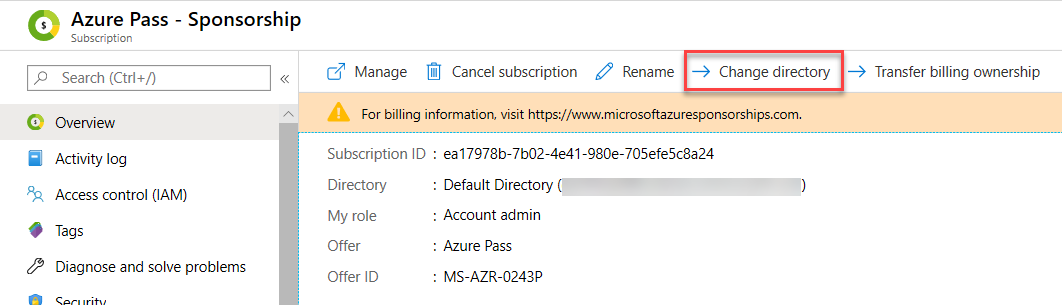 Azure Pass - Sponsorship
Subscription
Search (Ctrl+/)
«
Overview
Activity log
Access control (IAM)
Tags
Diagnose and solve problems
Security
Manage
Cancel subscription
Rename
Change directory
Transfer billing ownership
For billing information, visit https://www.microsoftazuresponsorships.com.
Subscription ID : ea17978b-7b02-4e41-980e-705efe5c8a24
Directory : Default Directory ( )
My role : Account admin
Offer : Azure Pass
Offer ID : MS-AZR-0243P